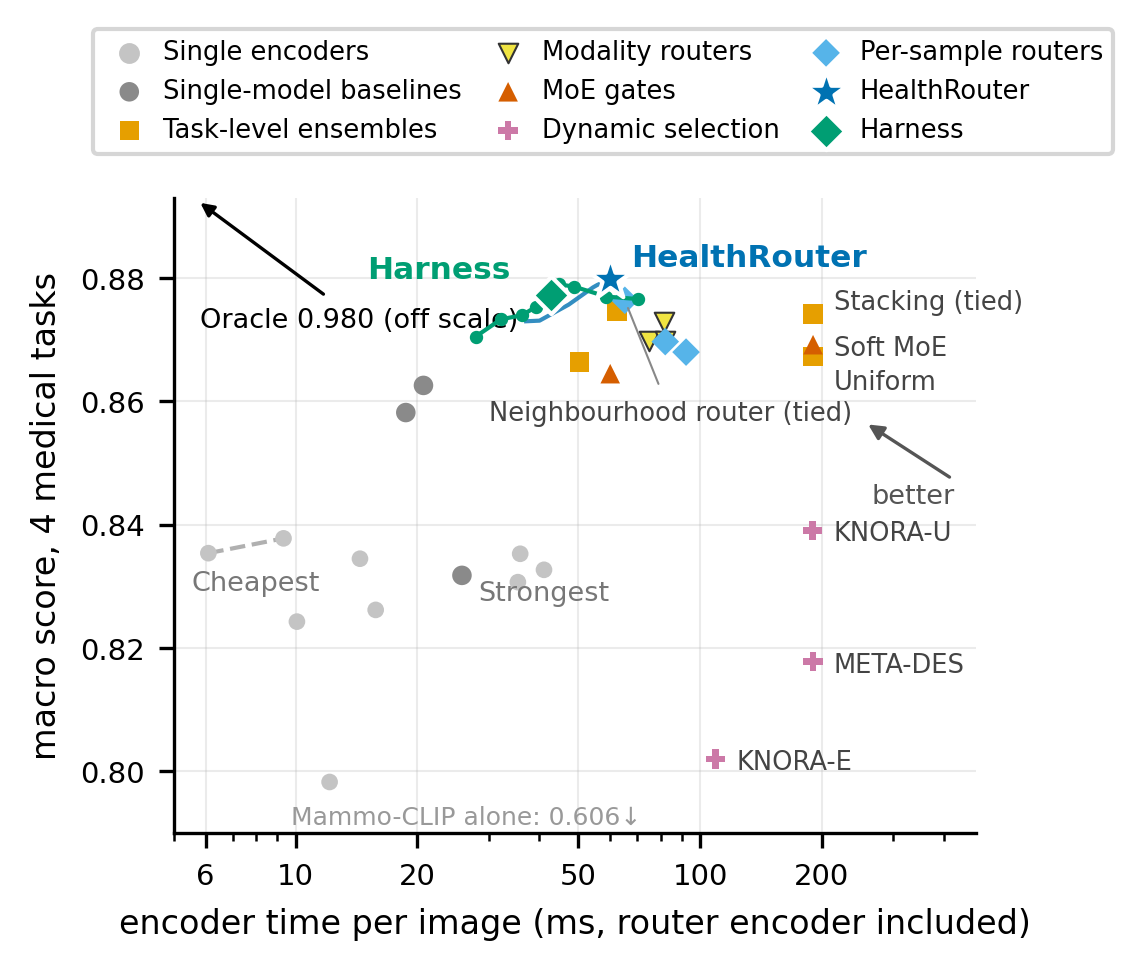 Single encoders
Single-model baselines
Task-level ensembles
Modality routers
MoE gates
Dynamic selection
Per-sample routers
HealthRouter
Harness
macro score, 4 medical tasks
0.88
0.86
0.84
0.82
0.80
Harness
HealthRouter
Oracle 0.980 (off scale)
Stacking (tied)
Soft MoE
Uniform
Neighbourhood router (tied)
better
KNORA-U
Cheapest
Strongest
META-DES
KNORA-E
Mammo-CLIP alone: 0.606↓
6 10 20 50 100 200
encoder time per image (ms, router encoder included)